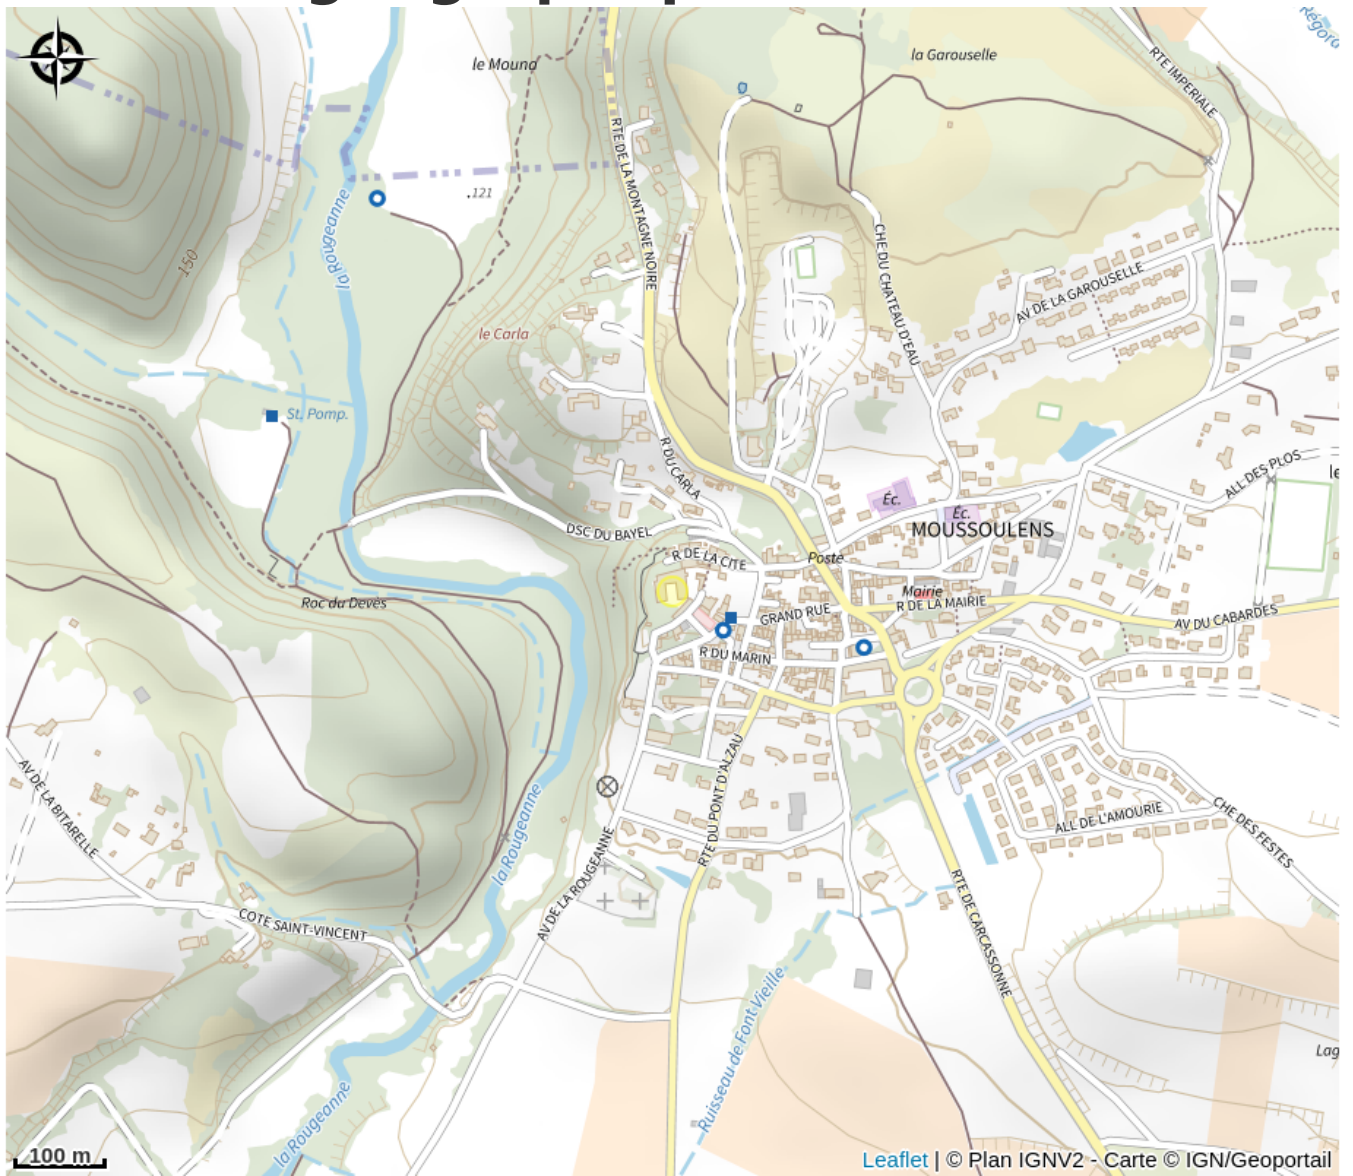 le Mound
la Garouselle
RTE IMPERIALE
RTE DE LA MONTAGNE NOIRE
.121
la Rougeanne
150
CHE DU CHATEAU D'EAU
AV DE LA GAROUSELLE
le Carla
St. Pomp.
R DU CARLA
ALL DES PLOS
le
Éc.
Éc.
MOUSSOULENS
DSC DU BAYEL
R DE LA CITE
Poste
Mairie
R DE LA MAIRIE
Roc du Devès
GRAND RUE
AV DU CABARDES
R DU MARIN
AV DE LA BITARELLE
RTE DU PONT D'ALZAU
la Rougeanne
ALL DE L'AMOURIE
CHE DES FESTES
AV DE LA ROUGEANNE
COTE SAINT-VINCENT
RTE DE CARCASSONNE
Ruisseau de Font Vieille
Lag
la Rougeanne
100 m
Leaflet | © Plan IGNV2 - Carte © IGN/Geoportail